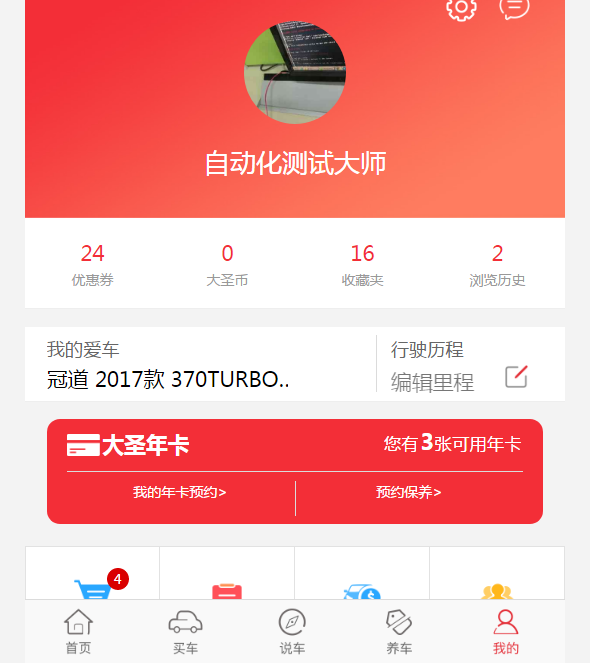 自动化测试大师
24 0 16 2
优惠券 大圣币 收藏夹 浏览历史
我的爱车 行驶历程
冠道 2017款 370TURBO.. 编辑里程
大圣年卡 您有3张可用年卡
我的年卡预约> 预约保养>
4
首页 买车 说车 养车 我的